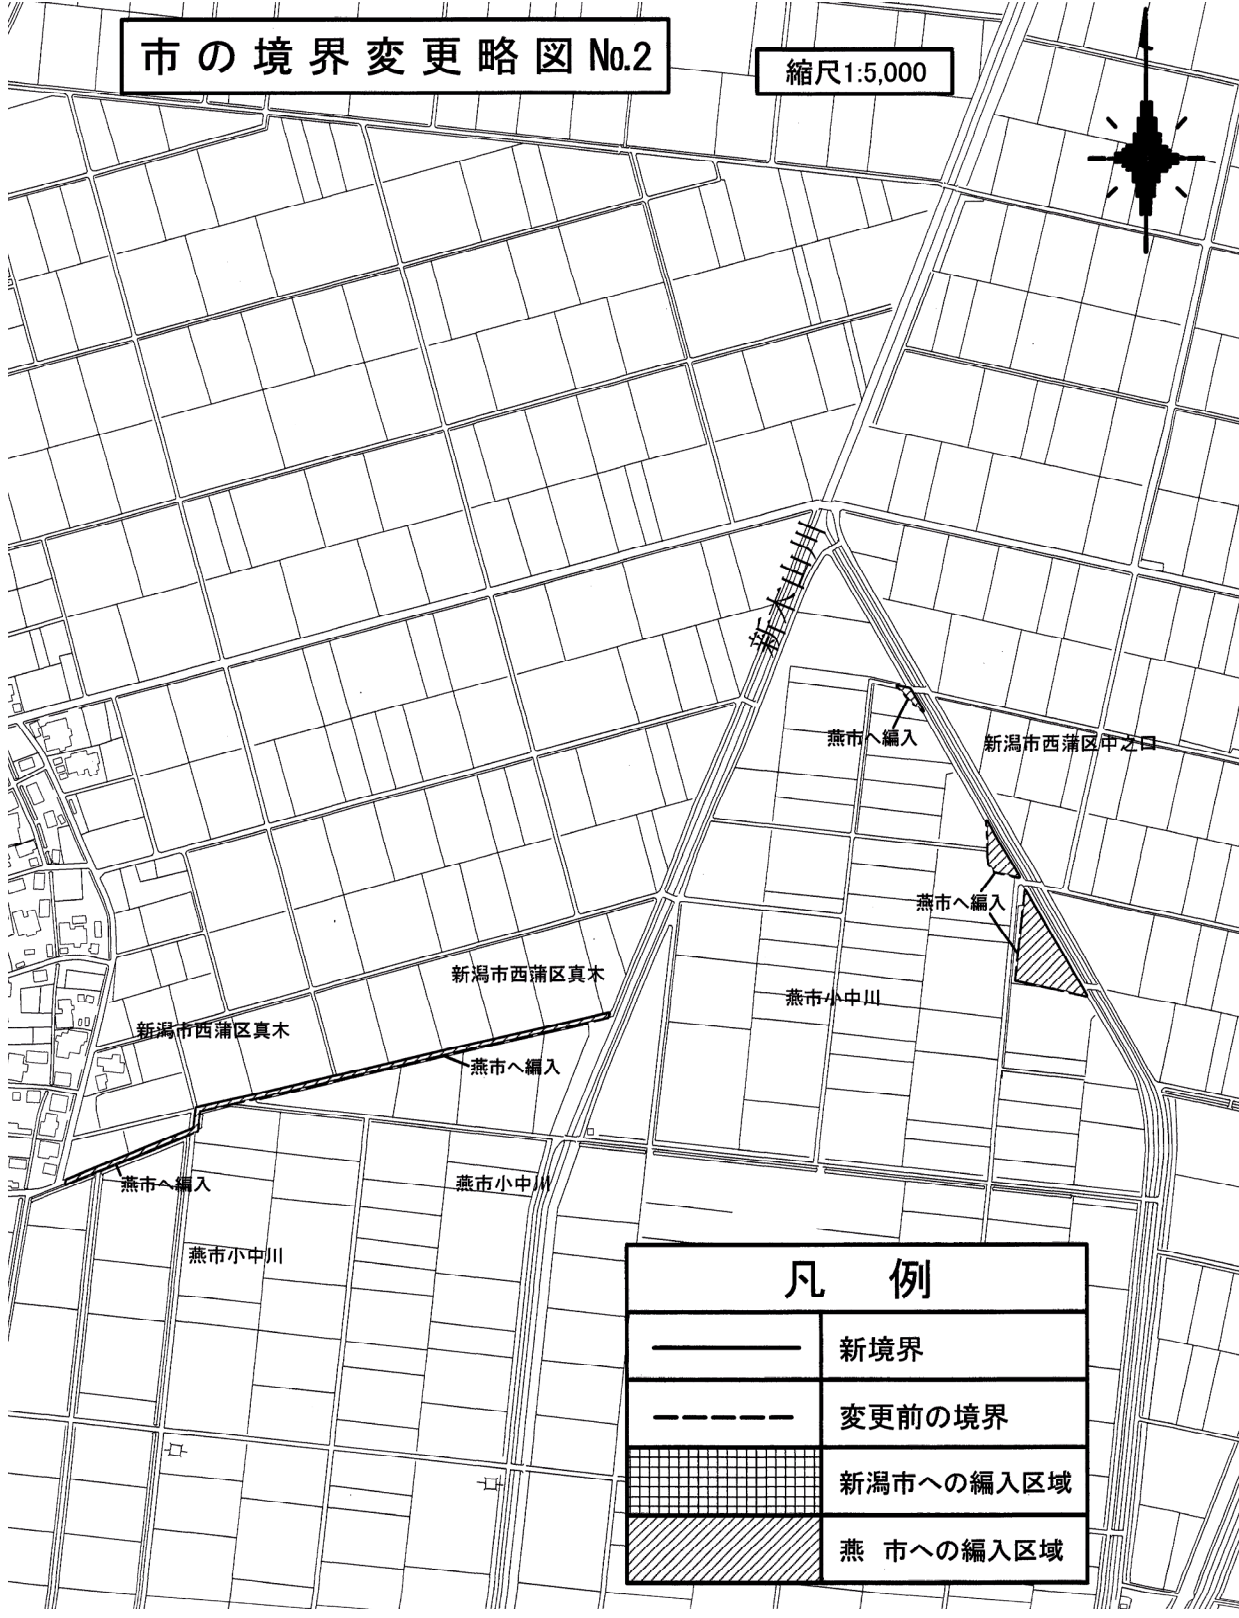 市の境界変更略図№2
縮尺1:5,000
新木山川
燕市へ編入
新潟市西蒲区中之口
燕市へ編入
新潟市西蒲区真木
燕市小中川
新潟市西蒲区真木
燕市へ編入
燕市へ編入
燕市小中川
燕市小中川
凡 例
新境界
変更前の境界
新潟市への編入区域
燕 市への編入区域